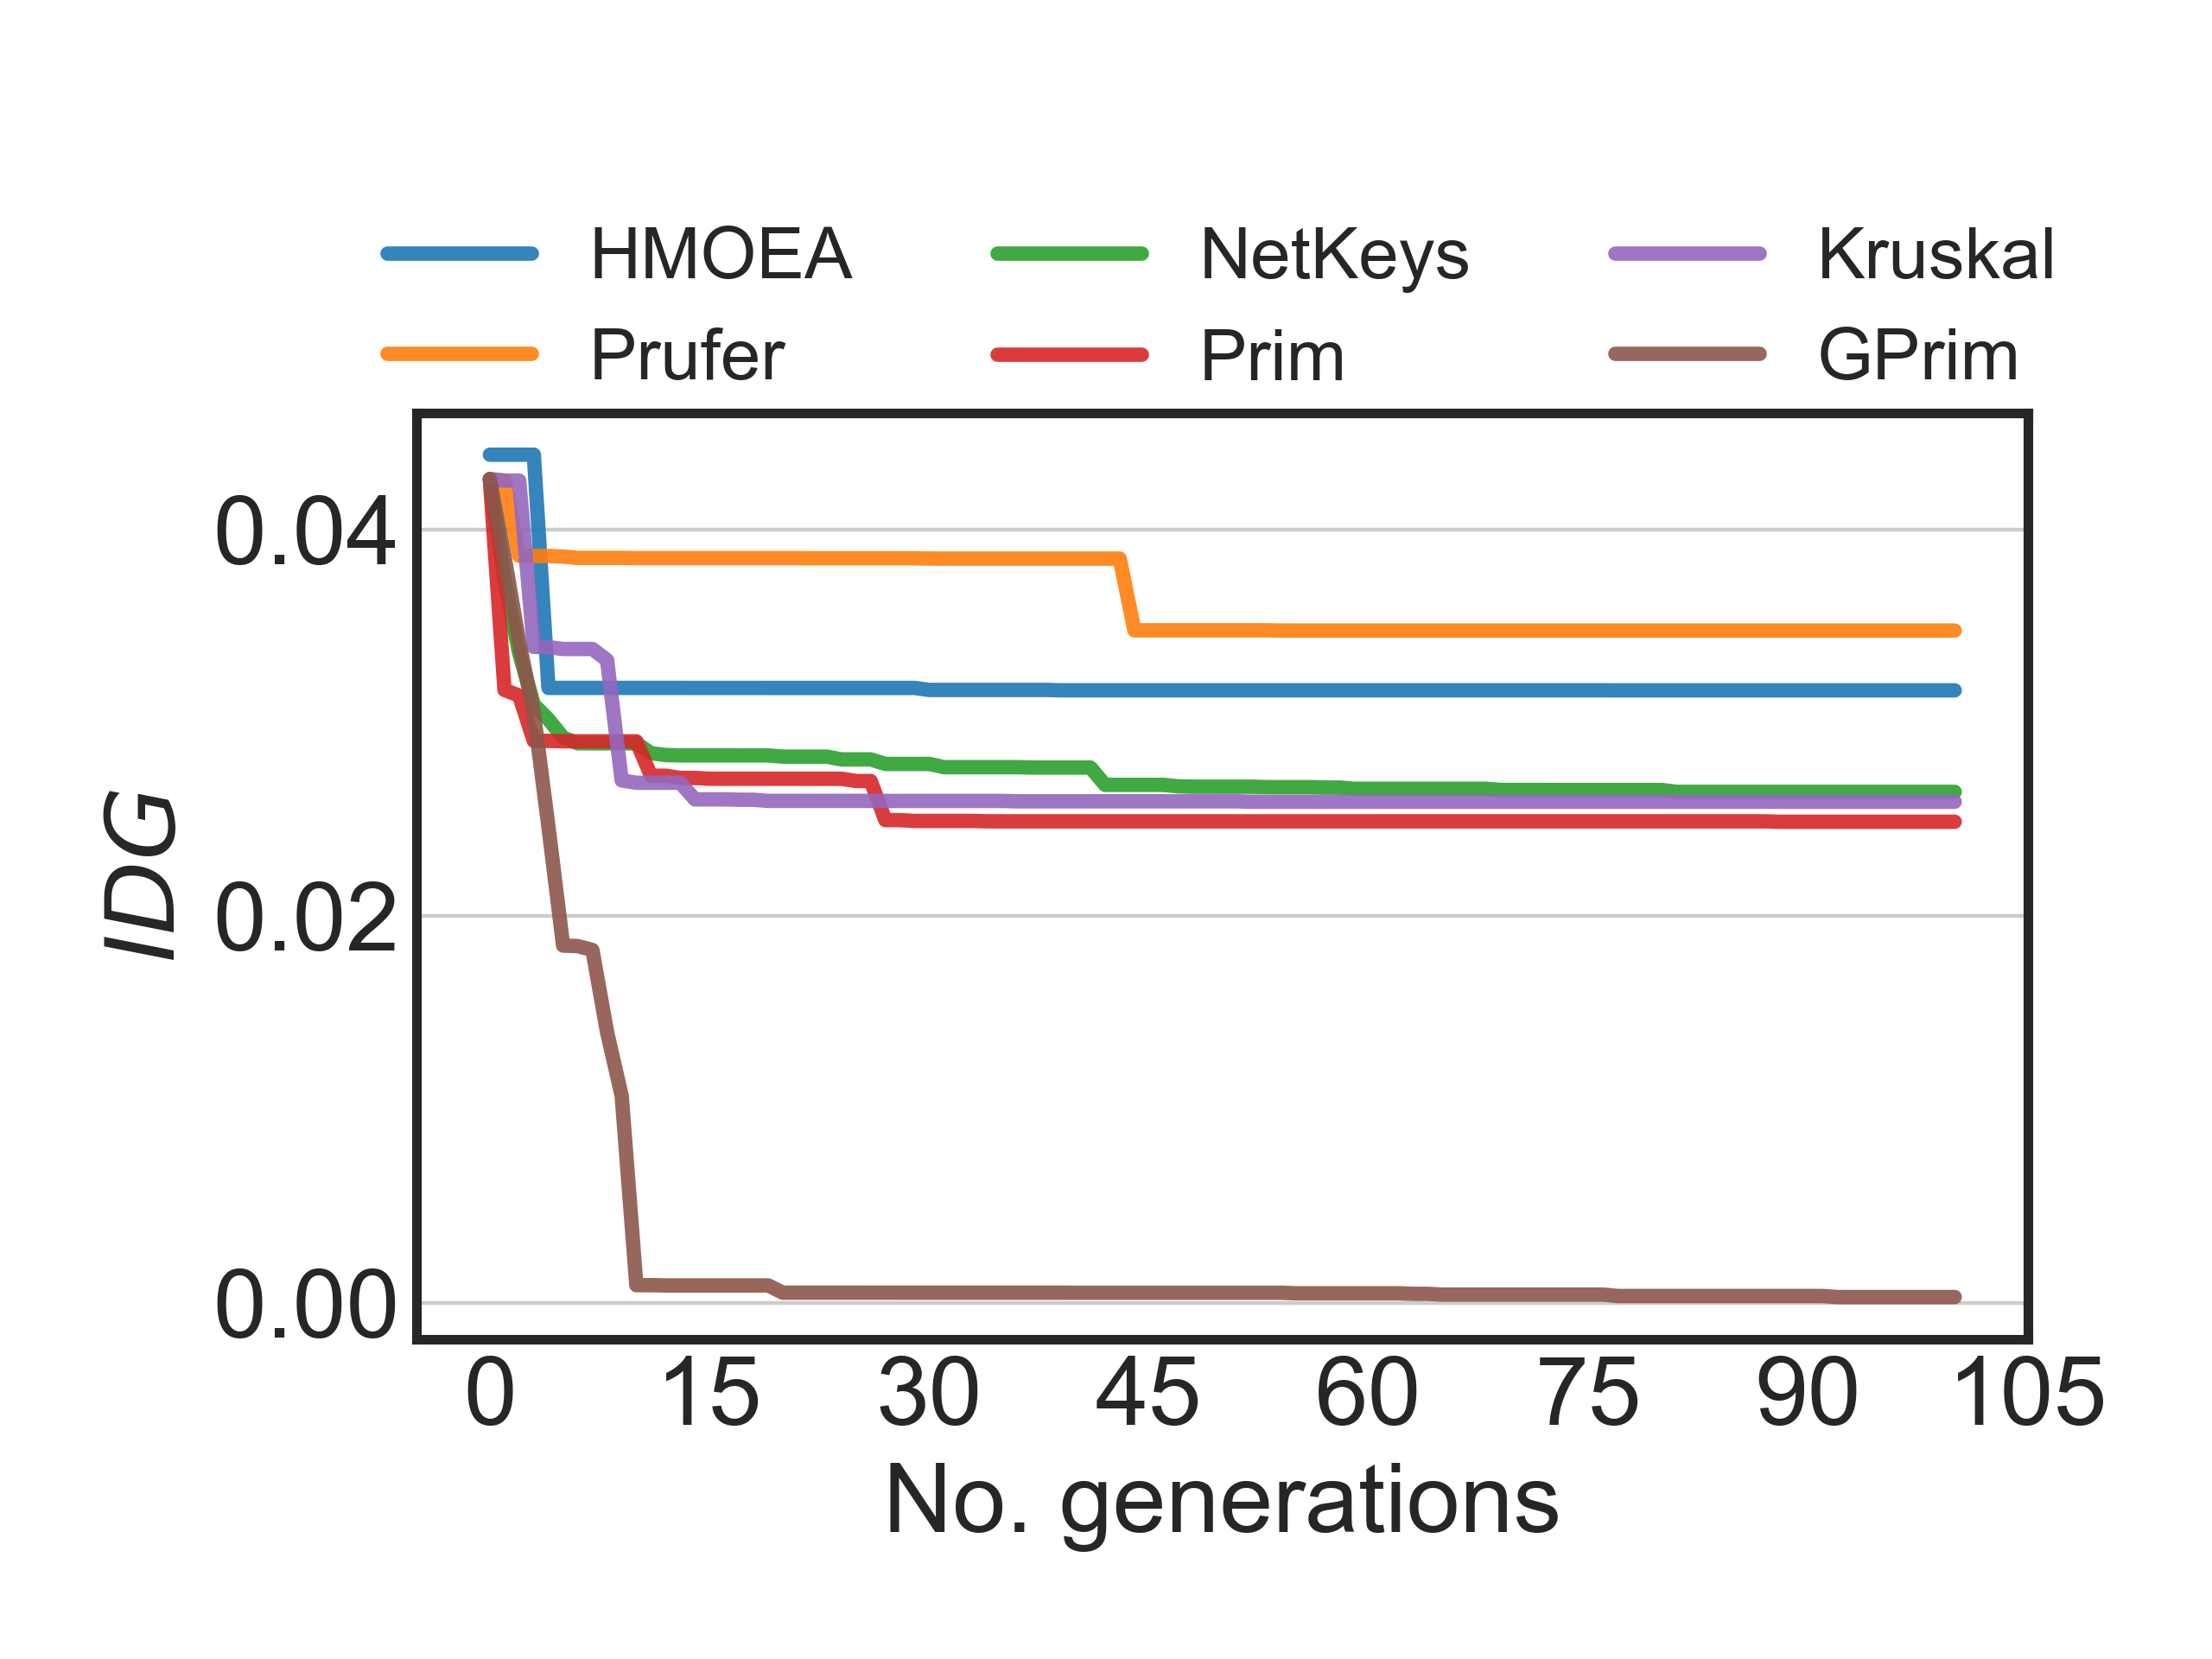 HMOEA NetKeys Kruskal
Prufer Prim GPrim
0.04
0.02
0.00
IDG
0 15 30 45 60 75 90 105
No. generations